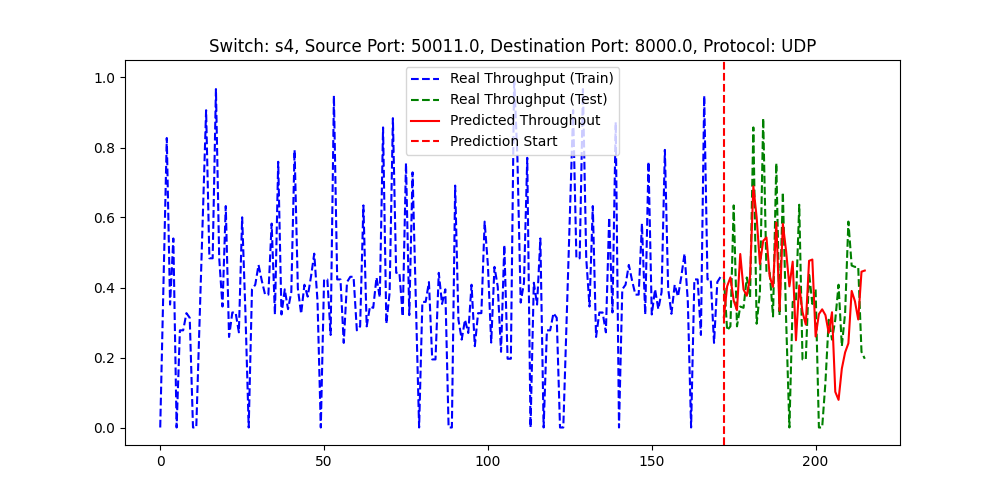 Switch: s4, Source Port: 50011.0, Destination Port: 8000.0, Protocol: UDP
1.0
0.8
0.6
0.4
0.2
0.0
Real Throughput (Train)
Real Throughput (Test)
Predicted Throughput
Prediction Start
0 50 100 150 200